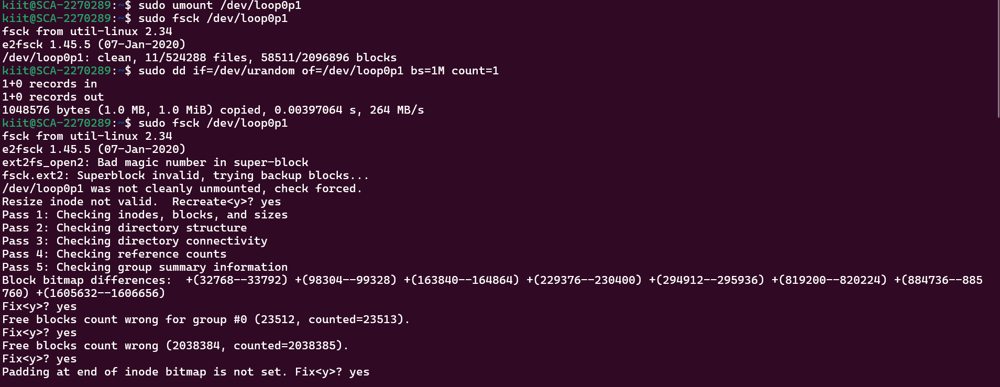 kiit@SCA-2270289:~$ sudo umount /dev/loop0p1
kiit@SCA-2270289:~$ sudo fsck /dev/loop0p1
fsck from util-linux 2.34
e2fsck 1.45.5 (07-Jan-2020)
/dev/loop0p1: clean, 11/524288 files, 58511/2096896 blocks
kiit@SCA-2270289:~$ sudo dd if=/dev/urandom of=/dev/loop0p1 bs=1M count=1
1+0 records in
1+0 records out
1048576 bytes (1.0 MB, 1.0 MiB) copied, 0.00397064 s, 264 MB/s
kiit@SCA-2270289:~$ sudo fsck /dev/loop0p1
fsck from util-linux 2.34
e2fsck 1.45.5 (07-Jan-2020)
ext2fs_open2: Bad magic number in super-block
fsck.ext2: Superblock invalid, trying backup blocks...
/dev/loop0p1 was not cleanly unmounted, check forced.
Resize inode not valid.  Recreate<y>? yes
Pass 1: Checking inodes, blocks, and sizes
Pass 2: Checking directory structure
Pass 3: Checking directory connectivity
Pass 4: Checking reference counts
Pass 5: Checking group summary information
Block bitmap differences:  +(32768--33792) +(98304--99328) +(163840--164864) +(229376--230400) +(294912--295936) +(819200--820224) +(884736--885
760) +(1605632--1606656)
Fix<y>? yes
Free blocks count wrong for group #0 (23512, counted=23513).
Fix<y>? yes
Free blocks count wrong (2038384, counted=2038385).
Fix<y>? yes
Padding at end of inode bitmap is not set. Fix<y>? yes